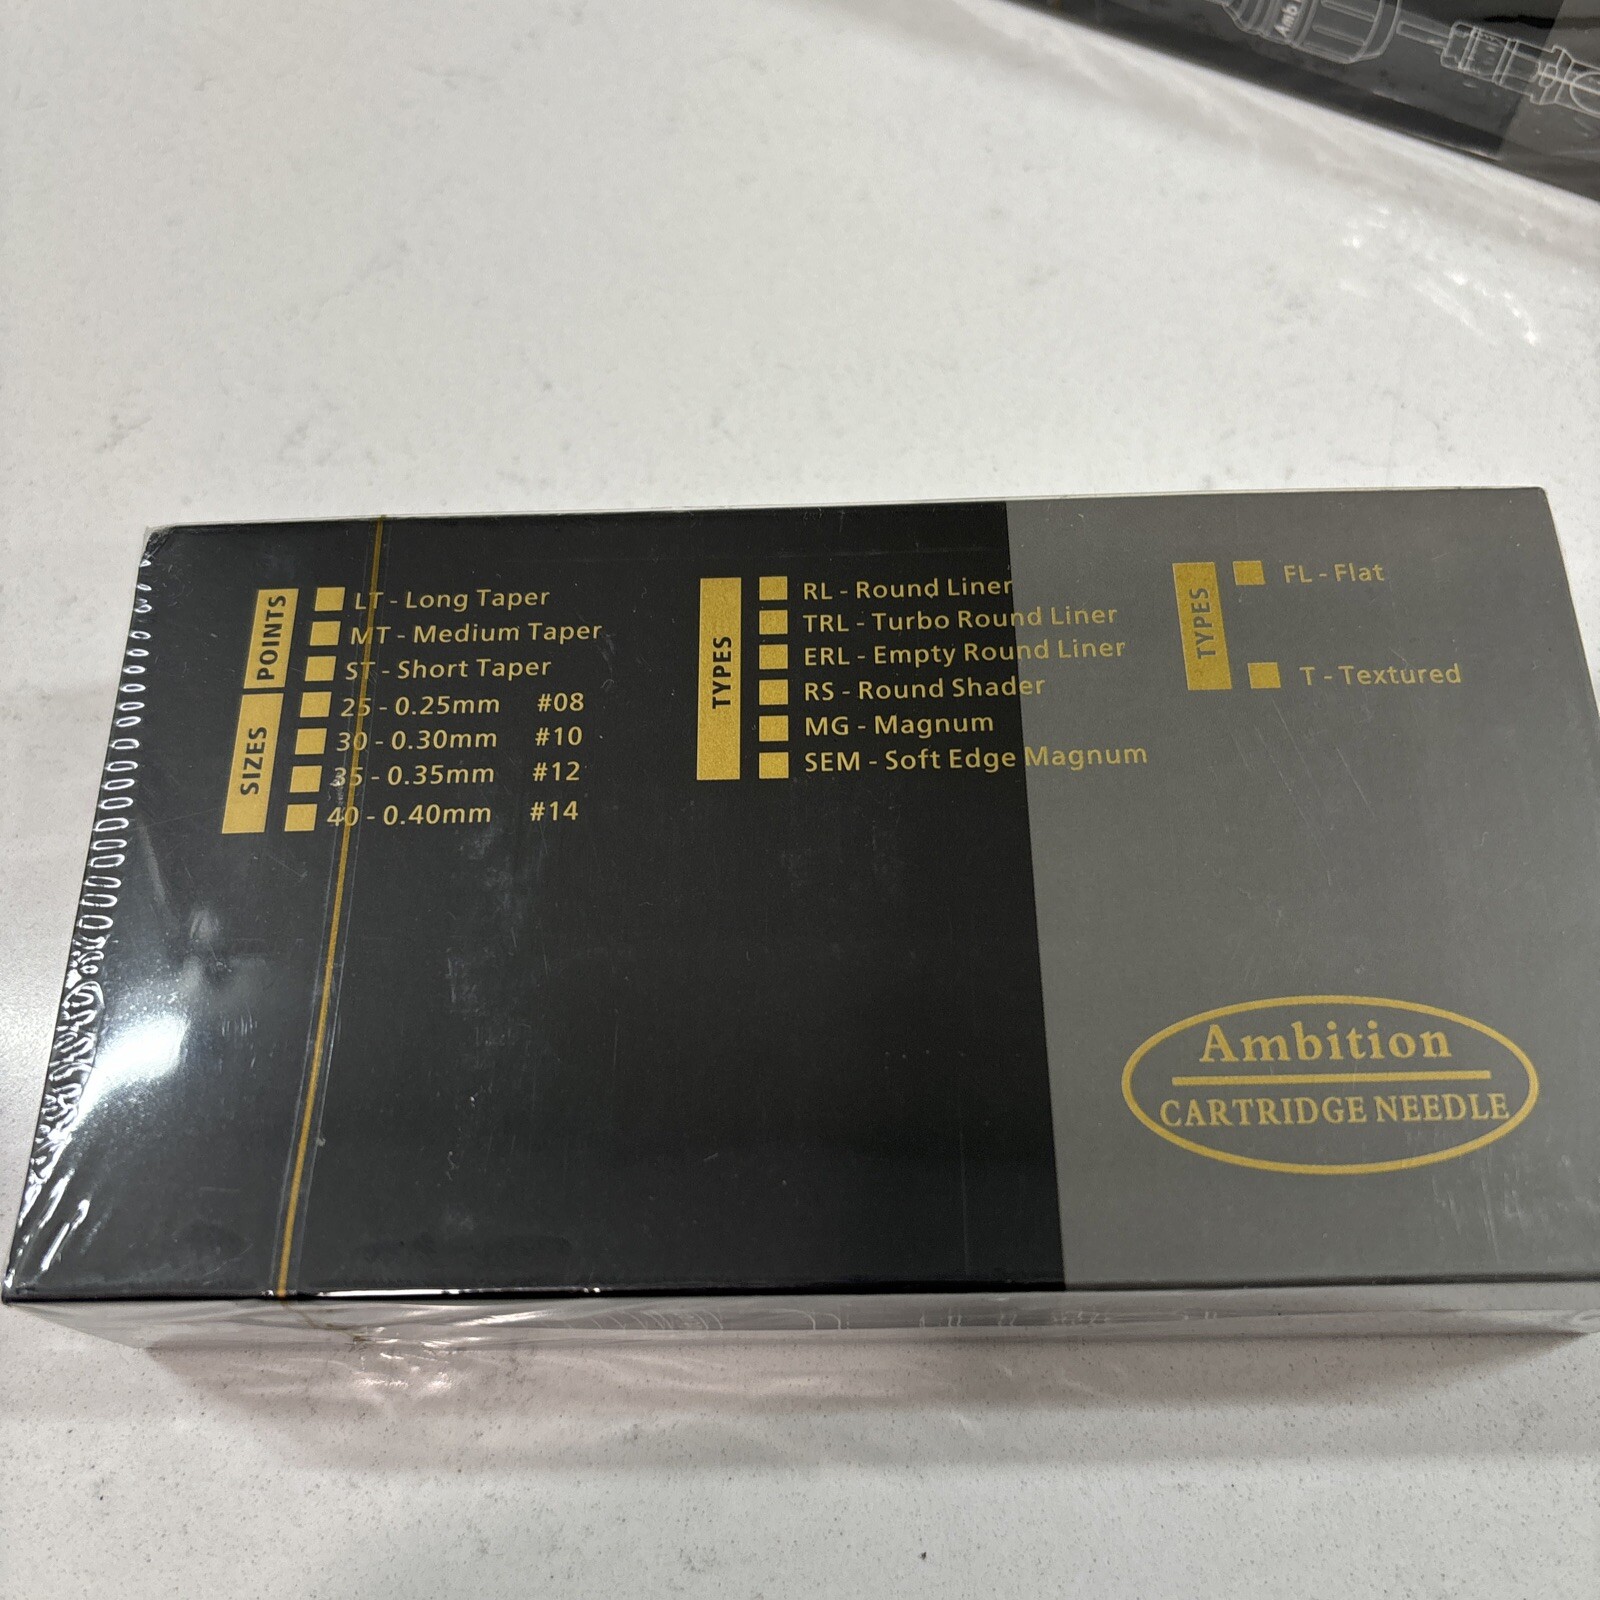 Amb
POINTS
LT - Long Taper
MT - Medium Taper
ST - Short Taper
SIZES
25 - 0.25mm #08
30 - 0.30mm #10
35 - 0.35mm #12
40 - 0.40mm #14
TYPES
RL - Round Liner
TRL - Turbo Round Liner
ERL - Empty Round Liner
RS - Round Shader
MG - Magnum
SEM - Soft Edge Magnum
TYPES
FL - Flat
T - Textured
Ambition
CARTRIDGE NEEDLE